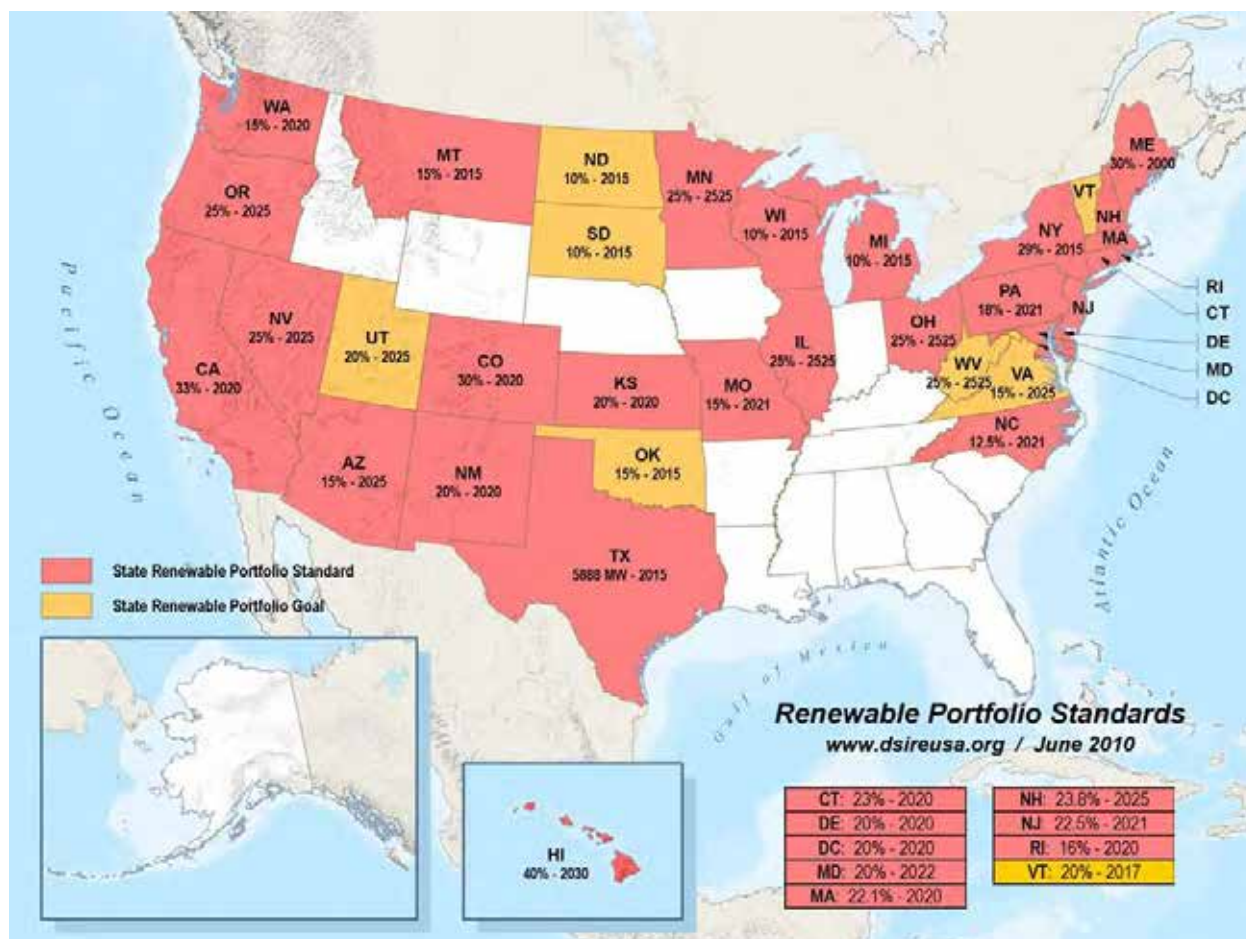 WA
15% - 2020
MT
15% - 2015
ND
10% - 2015
MN
25% - 2525
ME
30% - 2000
OR
25% - 2025
SD
10% - 2015
WI
10% - 2015
MI
10% - 2015
VT
NH
NY
29% - 2015
MA
RI
CT
DE
MD
DC
PA
18% - 2021
NJ
NV
25% - 2025
UT
20% - 2025
CO
30% - 2020
CA
33% - 2020
KS
20% - 2020
MO
15% - 2021
IL
25% - 2525
OH
25% - 2525
WV
25% - 2525
VA
15% - 2025
NC
12.5% - 2021
AZ
15% - 2025
NM
20% - 2020
OK
15% - 2015
TX
5888 MW - 2015
Pacific Ocean
Atlantic Ocean
Gulf of Mexico
State Renewable Portfolio Standard
State Renewable Portfolio Goal
HI
40% - 2030
Renewable Portfolio Standards
www.dsireusa.org / June 2010
CT: 23% - 2020
DE: 20% - 2020
DC: 20% - 2020
MD: 20% - 2022
MA: 22.1% - 2020
NH: 23.8% - 2025
NJ: 22.5% - 2021
RI: 16% - 2020
VT: 20% - 2017